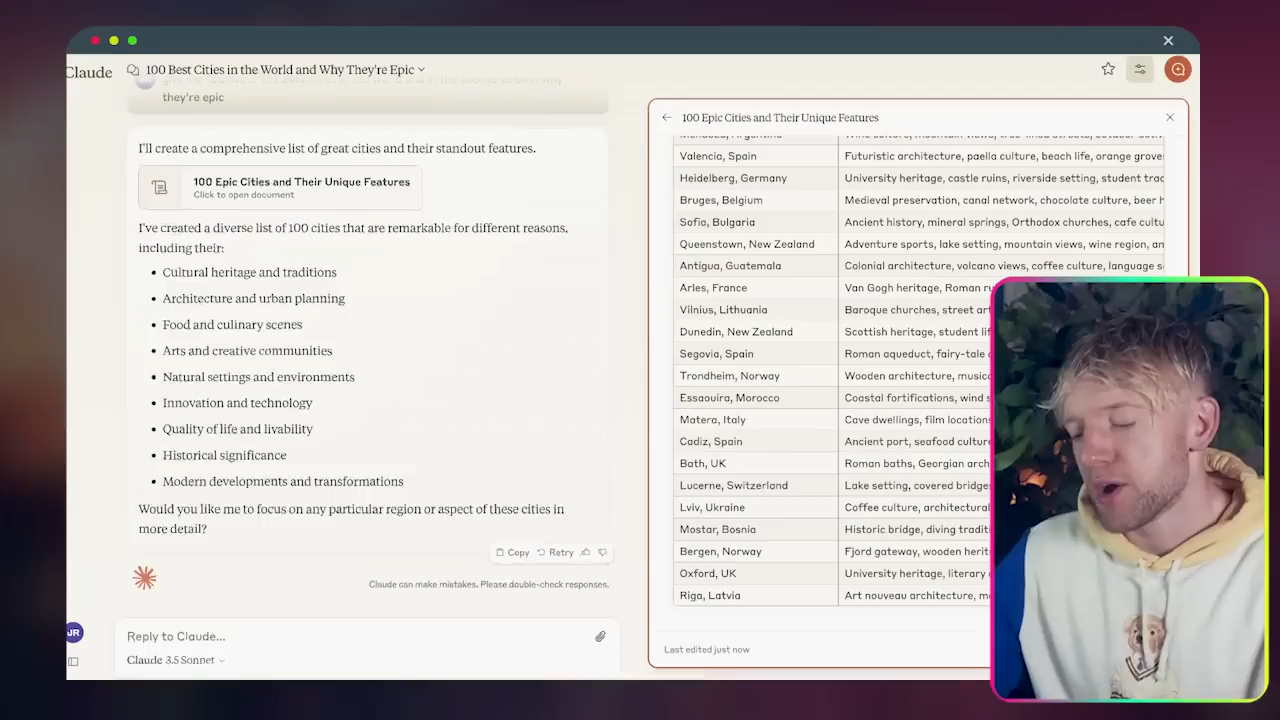 Claude
100 Best Cities in the World and Why They're Epic
they're epic
I'll create a comprehensive list of great cities and their standout features.
100 Epic Cities and Their Unique Features
Click to open document
I've created a diverse list of 100 cities that are remarkable for different reasons,
including their:
Cultural heritage and traditions
Architecture and urban planning
Food and culinary scenes
Arts and creative communities
Natural settings and environments
Innovation and technology
Quality of life and livability
Historical significance
Modern developments and transformations
Would you like me to focus on any particular region or aspect of these cities in
more detail?
Copy Retry
Claude can make mistakes. Please double-check responses.
JR
Reply to Claude...
Claude 3.5 Sonnet
100 Epic Cities and Their Unique Features
Valencia, Spain Futuristic architecture, paella culture, beach life, orange grove
Heidelberg, Germany University heritage, castle ruins, riverside setting, student trad
Bruges, Belgium Medieval preservation, canal network, chocolate culture, beer h
Sofia, Bulgaria Ancient history, mineral springs, Orthodox churches, cafe cultu
Queenstown, New Zealand Adventure sports, lake setting, mountain views, wine region, an
Antigua, Guatemala Colonial architecture, volcano views, coffee culture, language s
Arles, France Van Gogh heritage, Roman ru
Vilnius, Lithuania Baroque churches, street art
Dunedin, New Zealand Scottish heritage, student lif
Segovia, Spain Roman aqueduct, fairy-tale
Trondheim, Norway Wooden architecture, musica
Essaouira, Morocco Coastal fortifications, wind s
Matera, Italy Cave dwellings, film locations
Cadiz, Spain Ancient port, seafood culture
Bath, UK Roman baths, Georgian arch
Lucerne, Switzerland Lake setting, covered bridges
Lviv, Ukraine Coffee culture, architectural
Mostar, Bosnia Historic bridge, diving traditi
Bergen, Norway Fjord gateway, wooden herit
Oxford, UK University heritage, literary
Riga, Latvia Art nouveau architecture, m
Last edited just now